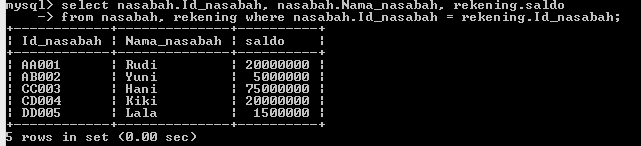 mysql> select nasabah.Id_nasabah, nasabah.Nama_nasabah, rekening.saldo
-> from nasabah, rekening where nasabah.Id_nasabah = rekening.Id_nasabah;
+------------+--------------+----------+
| Id_nasabah | Nama_nasabah | saldo    |
+------------+--------------+----------+
| AA001      | Rudi         | 20000000 |
| AB002      | Yuni         |  5000000 |
| CC003      | Hani         | 75000000 |
| CD004      | Kiki         | 20000000 |
| DD005      | Lala         |  1500000 |
+------------+--------------+----------+
5 rows in set (0.00 sec)